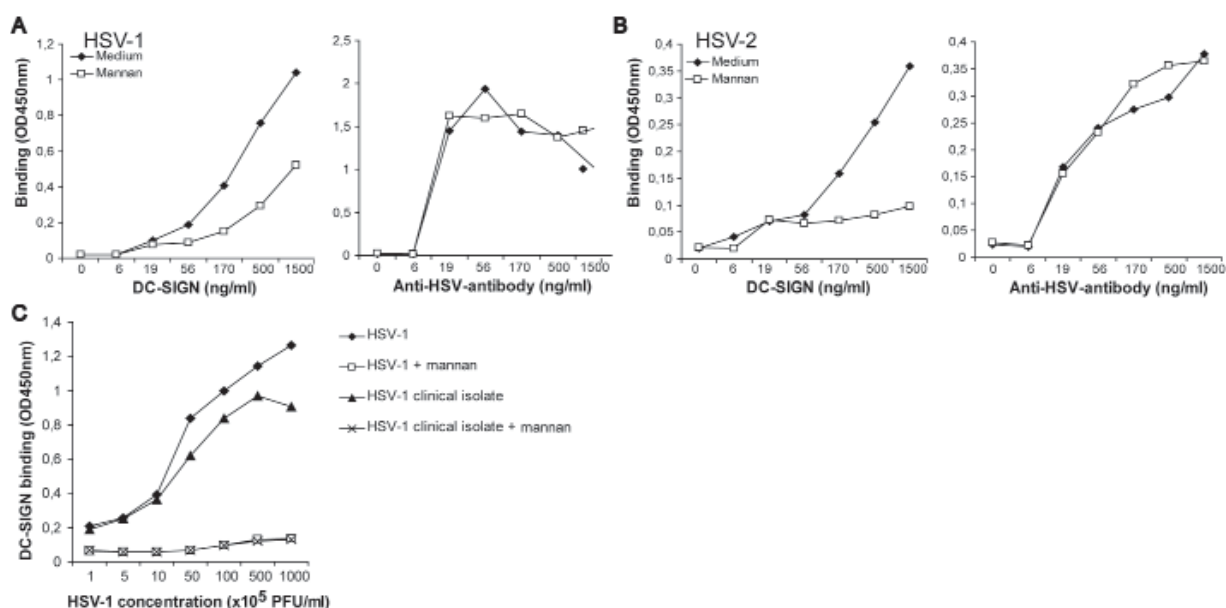 A
HSV-1
Medium
Mannan
1,2
1
0,8
0,6
0,4
0,2
0
Binding (OD450nm)
0 6 19 56 170 500 1500
DC-SIGN (ng/ml)
2,5
2
1,5
1
5,5
0
0 6 19 56 170 500 1500
Anti-HSV-antibody (ng/ml)
B
HSV-2
Medium
Mannan
0,4
0,35
0,3
0,25
0,2
0,15
0,1
0,05
0
Binding (OD450nm)
0 6 19 56 170 500 1500
DC-SIGN (ng/ml)
0,4
0,35
0,3
0,25
0,2
0,15
0,1
0,05
0
0 6 19 56 170 500 1500
Anti-HSV-antibody (ng/ml)
C
1,4
1,2
1
0,8
0,6
0,4
0,2
0
DC-SIGN binding (OD450nm)
1 5 10 50 100 500 1000
HSV-1 concentration (x10⁵ PFU/ml)
HSV-1
HSV-1 + mannan
HSV-1 clinical isolate
HSV-1 clinical isolate + mannan